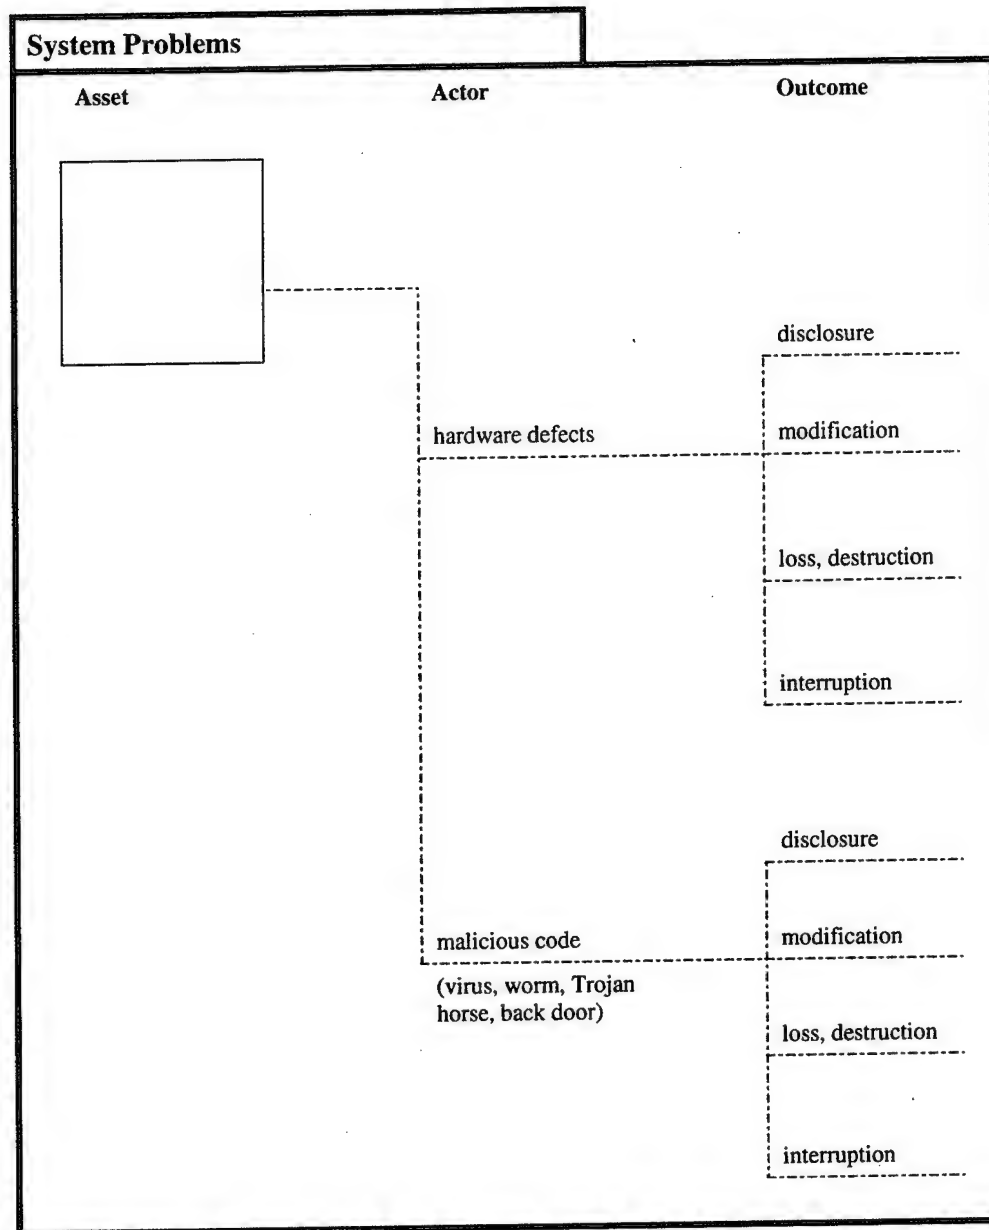 System Problems
Asset Actor Outcome
disclosure
hardware defects modification
loss, destruction
interruption
disclosure
malicious code modification
(virus, worm, Trojan
horse, back door)
loss, destruction
interruption